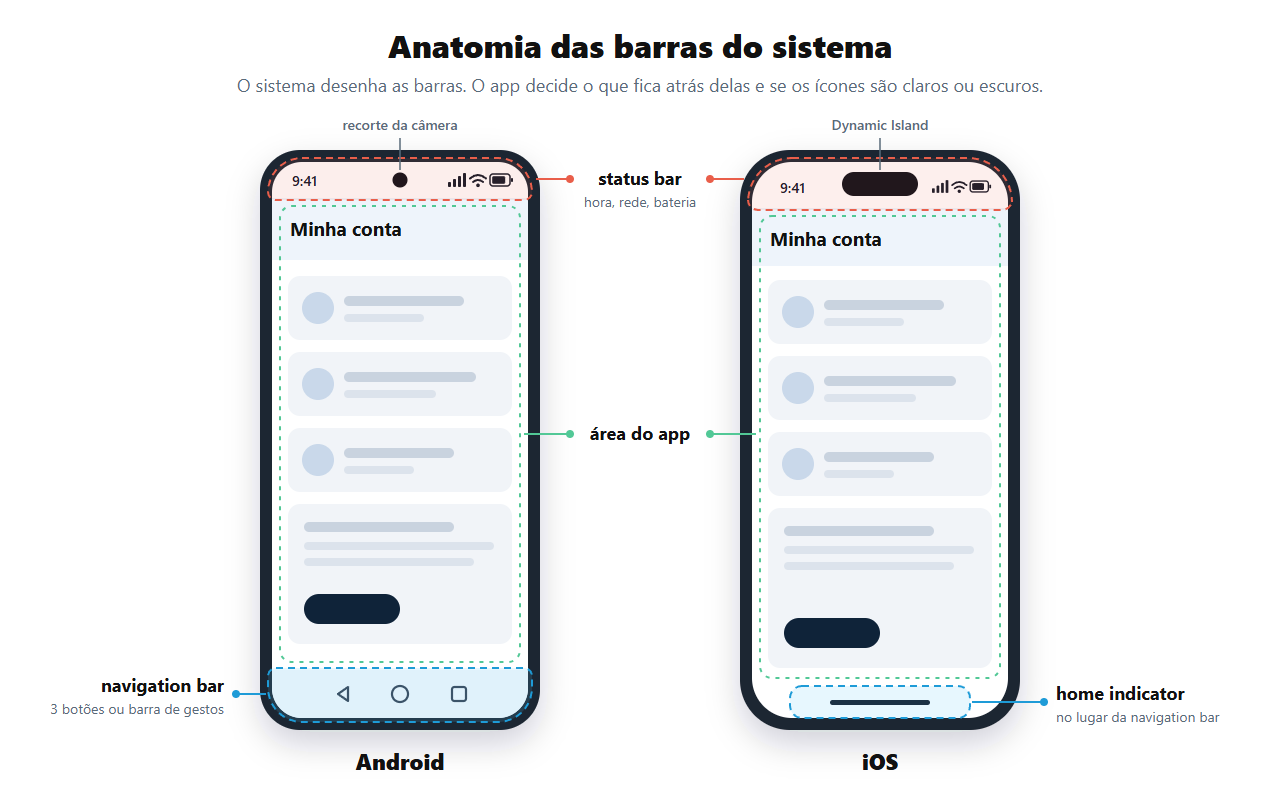 Anatomia das barras do sistema
O sistema desenha as barras. O app decide o que fica atrás delas e se os ícones são claros ou escuros.
recorte da câmera
Dynamic Island
9:41
status bar
hora, rede, bateria
9:41
Minha conta
Minha conta
área do app
navigation bar
3 botões ou barra de gestos
home indicator
no lugar da navigation bar
Android
iOS